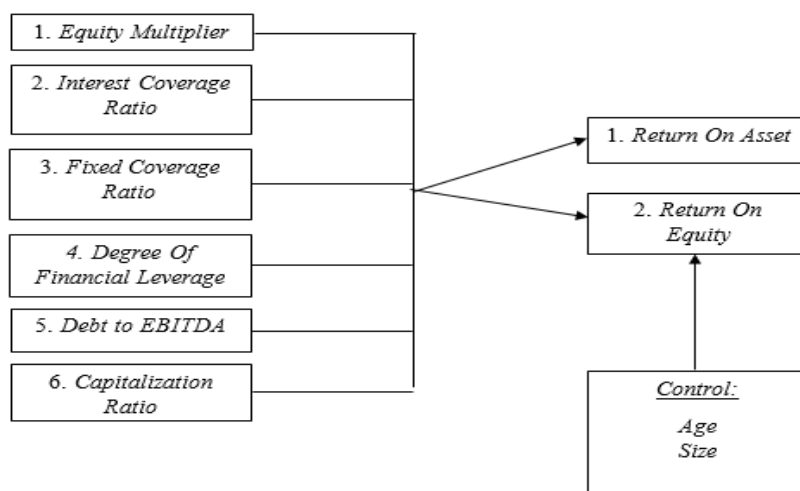 1. Equity Multiplier
2. Interest Coverage
Ratio
3. Fixed Coverage
Ratio
4. Degree Of
Financial Leverage
5. Debt to EBITDA
6. Capitalization
Ratio
1. Return On Asset
2. Return On
Equity
Control:
Age
Size